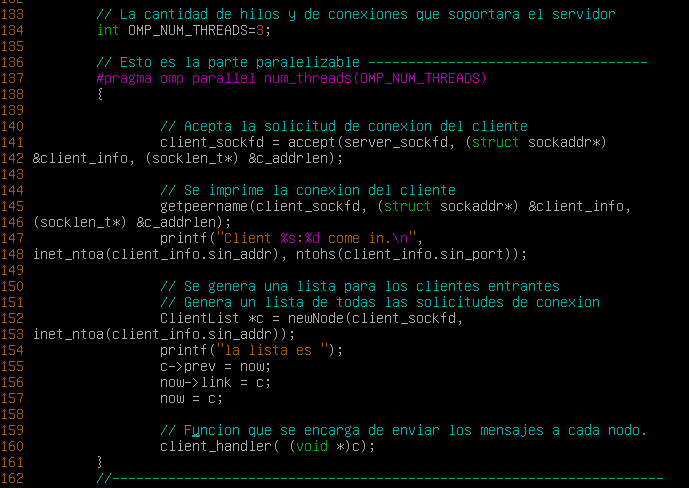 133 // La cantidad de hilos y de conexiones que soportara el servidor
134 int OMP_NUM_THREADS=3;
135
136 // Esto es la parte paralelizable -----------------------------------
137 #pragma omp parallel num_threads(OMP_NUM_THREADS)
138 {
139
140 // Acepta la solicitud de conexion del cliente
141 client_sockfd = accept(server_sockfd, (struct sockaddr*)
142 &client_info, (socklen_t*) &c_addrlen);
143
144 // Se imprime la conexion del cliente
145 getpeername(client_sockfd, (struct sockaddr*) &client_info,
146 (socklen_t*) &c_addrlen);
147 printf("Client %s:%d come in.\n",
148 inet_ntoa(client_info.sin_addr), ntohs(client_info.sin_port));
149
150 // Se genera una lista para los clientes entrantes
151 // Genera un lista de todas las solicitudes de conexion
152 ClientList *c = newNode(client_sockfd,
153 inet_ntoa(client_info.sin_addr));
154 printf("la lista es ");
155 c->prev = now;
156 now->link = c;
157 now = c;
158
159 // Funcion que se encarga de enviar los mensajes a cada nodo.
160 client_handler( (void *)c);
161 }
162 //---------------------------------------------------------------------